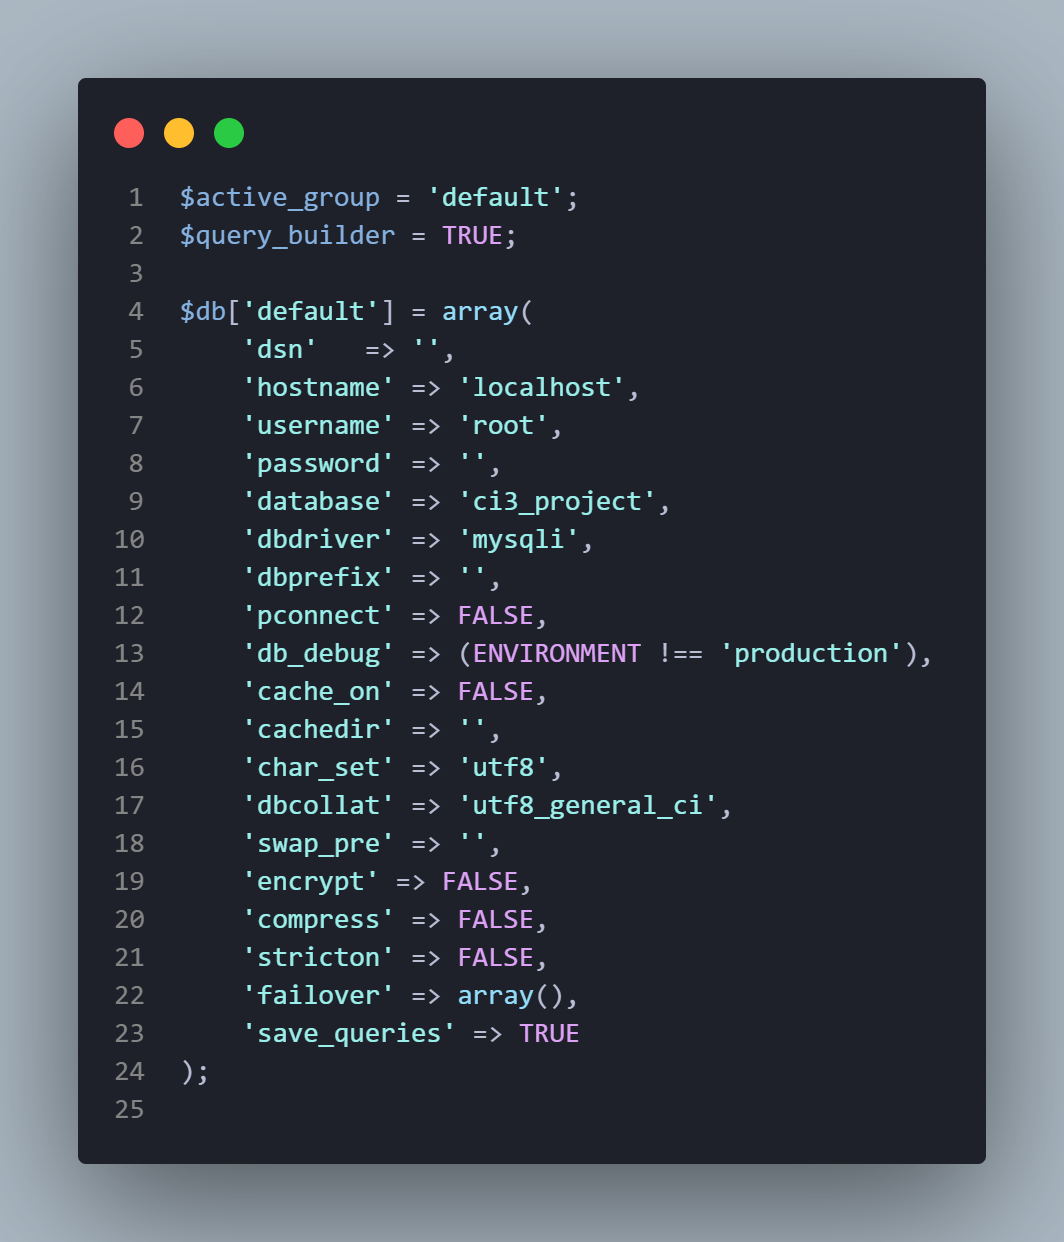 1 $active_group = 'default';
2 $query_builder = TRUE;
3
4 $db['default'] = array(
5     'dsn'   => '',
6     'hostname' => 'localhost',
7     'username' => 'root',
8     'password' => '',
9     'database' => 'ci3_project',
10     'dbdriver' => 'mysqli',
11     'dbprefix' => '',
12     'pconnect' => FALSE,
13     'db_debug' => (ENVIRONMENT !== 'production'),
14     'cache_on' => FALSE,
15     'cachedir' => '',
16     'char_set' => 'utf8',
17     'dbcollat' => 'utf8_general_ci',
18     'swap_pre' => '',
19     'encrypt' => FALSE,
20     'compress' => FALSE,
21     'stricton' => FALSE,
22     'failover' => array(),
23     'save_queries' => TRUE
24 );
25